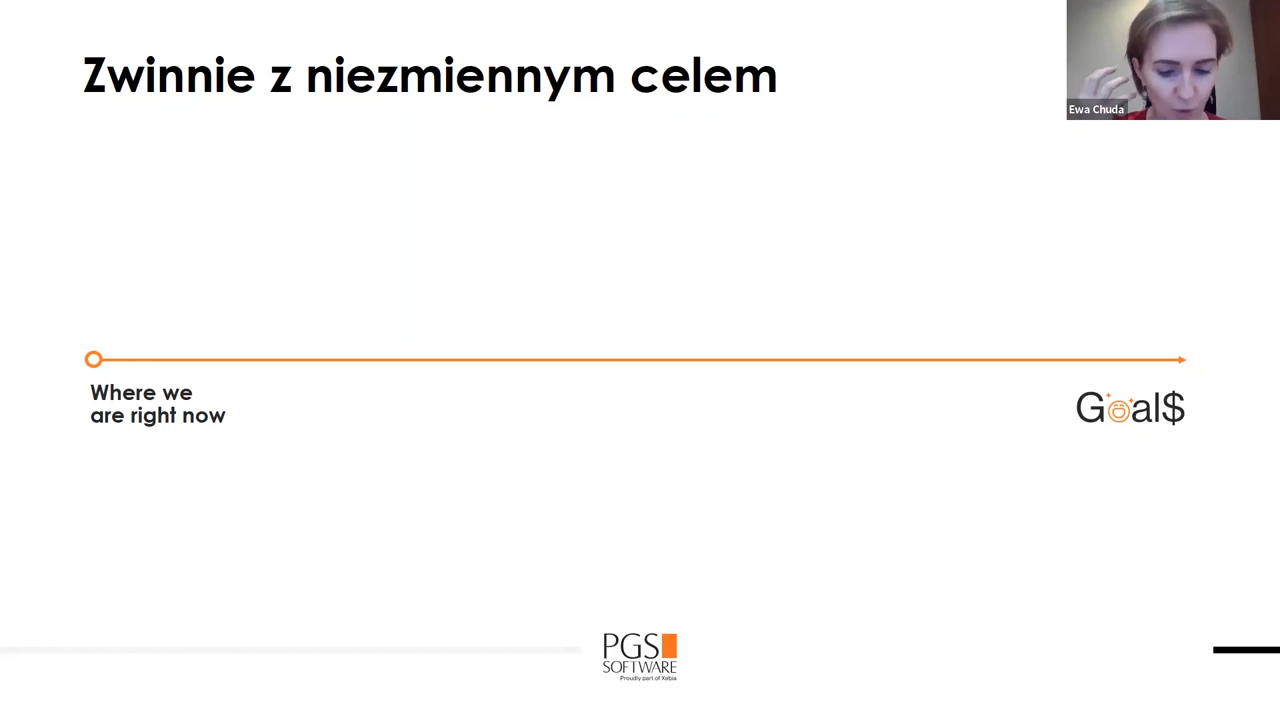 Zwinnie z niezmiennym celem
Ewa Chuda
Where we
are right now
Goal$
PGS
SOFTWARE
Proudly part of Xebia